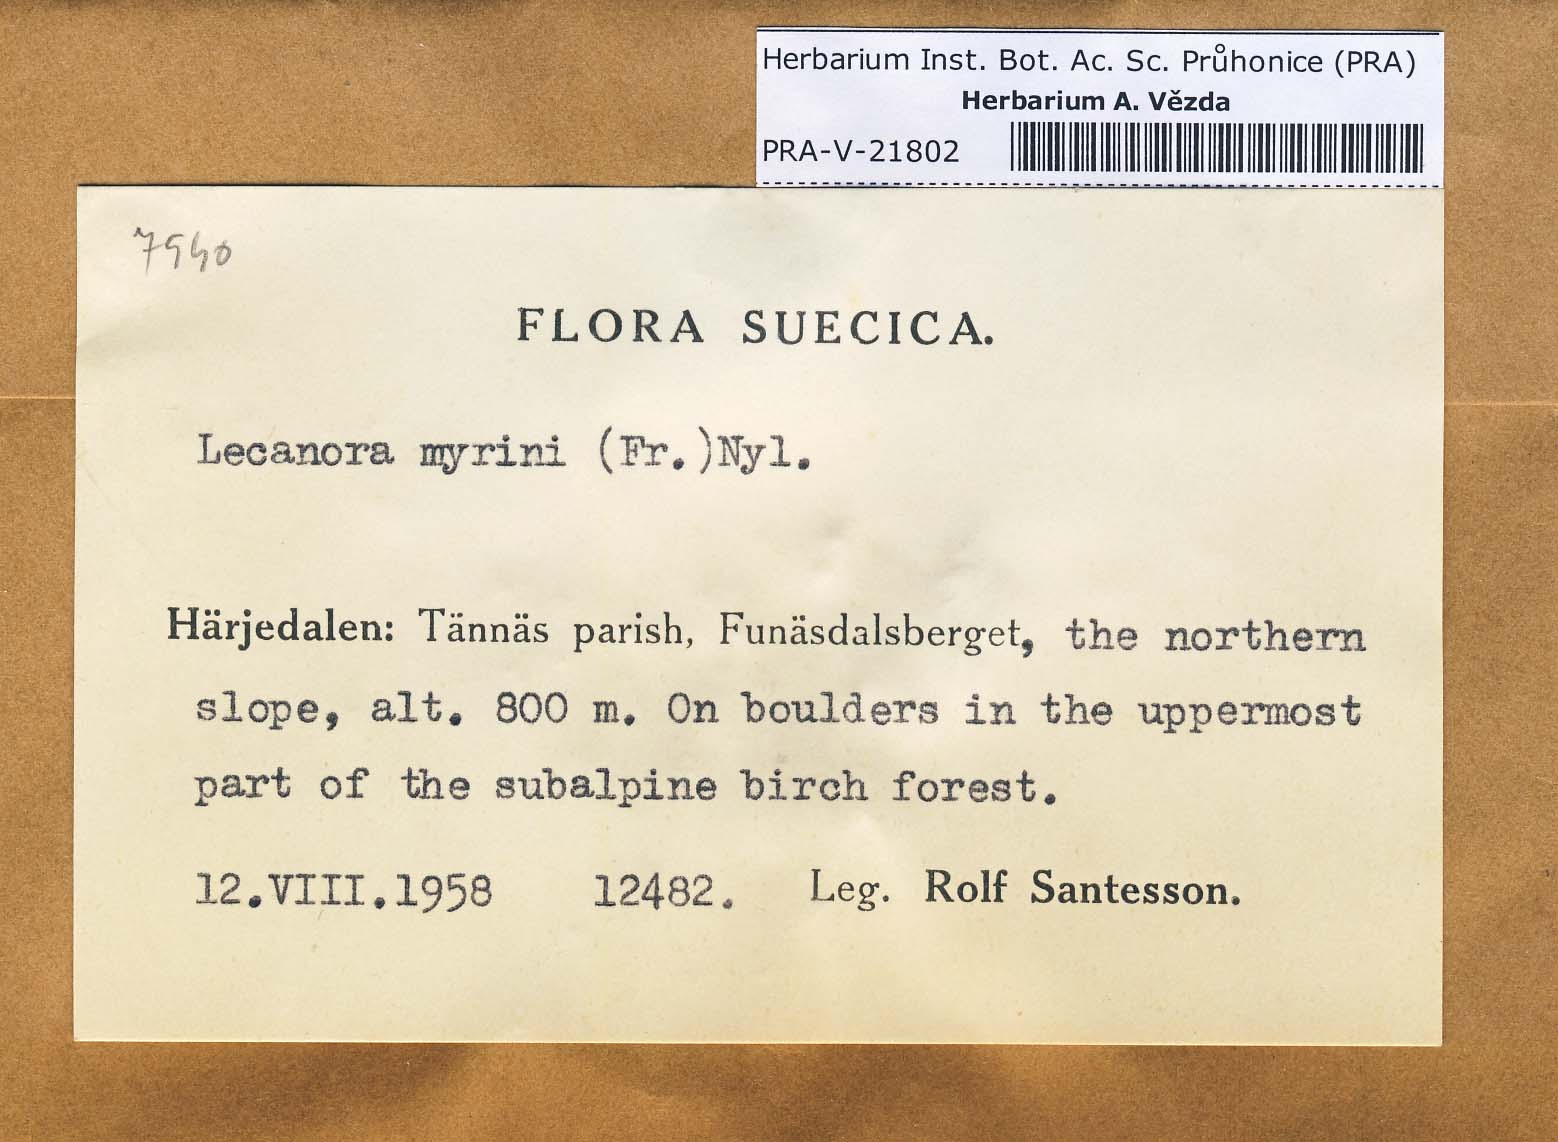 Herbarium Inst. Bot. Ac. Sc. Průhonice (PRA)
Herbarium A. Vězda
PRA-V-21802
7940
FLORA SUECICA.
Lecanora myrini (Fr.)Nyl.
Härjedalen: Tännäs parish, Funäsdalsberget, the northern
slope, alt. 800 m. On boulders in the uppermost
part of the subalpine birch forest.
12.VIII.1958 12482. Leg. Rolf Santesson.